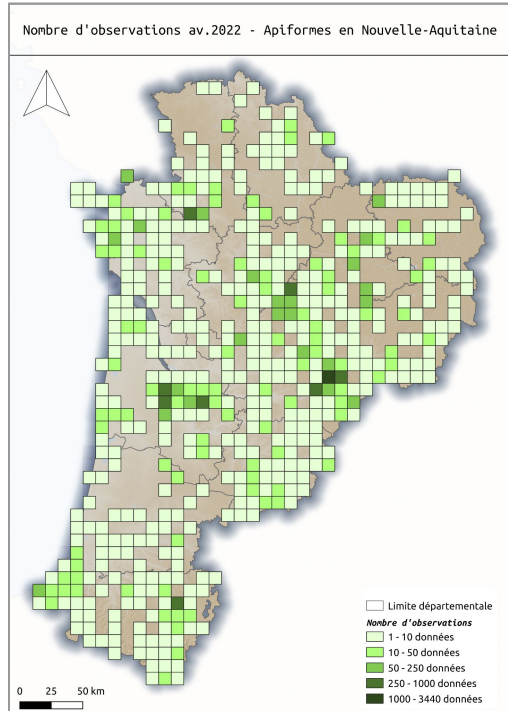 Nombre d'observations av.2022 - Apiformes en Nouvelle-Aquitaine
Limite départementale
Nombre d'observations
1 - 10 données
10 - 50 données
50 - 250 données
250 - 1000 données
1000 - 3440 données
0 25 50 km